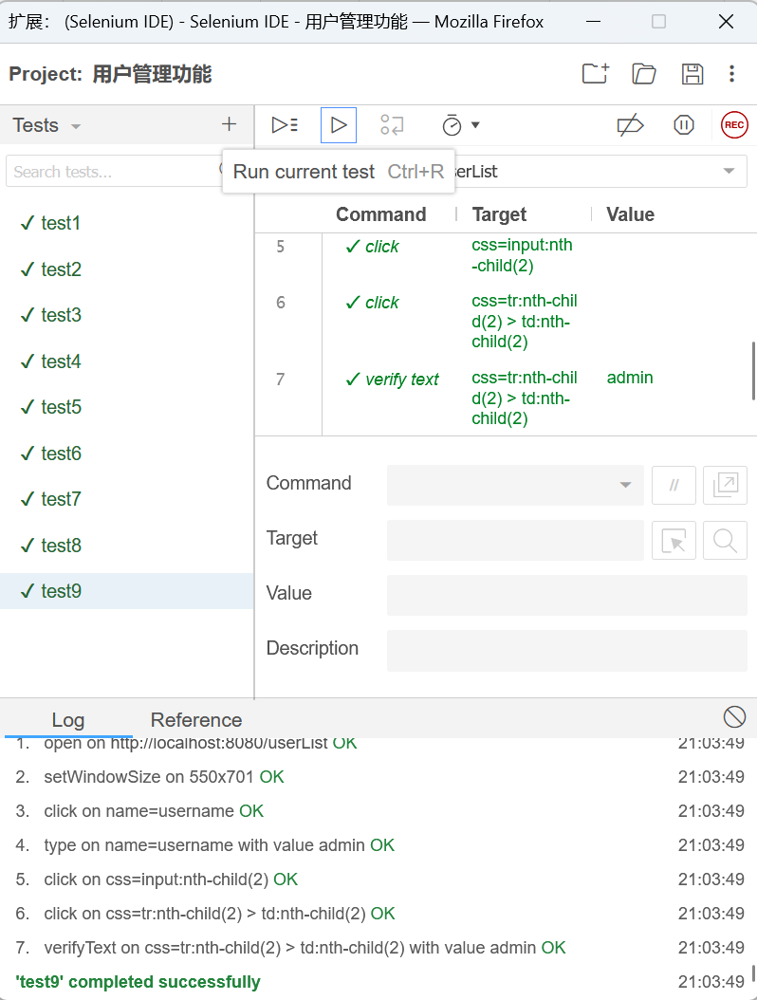 扩展： (Selenium IDE) - Selenium IDE - 用户管理功能 — Mozilla Firefox
Project: 用户管理功能
Tests
REC
Search tests...
Run current test Ctrl+R
serList
Command Target Value
test1
test2
test3
test4
test5
test6
test7
test8
test9
5 click css=input:nth
-child(2)
6 click css=tr:nth-chil
d(2) > td:nth-
child(2)
7 verify text css=tr:nth-chil admin
d(2) > td:nth-
child(2)
Command //
Target
Value
Description
Log Reference
1. open on http://localhost:8080/userList OK 21:03:49
2. setWindowSize on 550x701 OK 21:03:49
3. click on name=username OK 21:03:49
4. type on name=username with value admin OK 21:03:49
5. click on css=input:nth-child(2) OK 21:03:49
6. click on css=tr:nth-child(2) > td:nth-child(2) OK 21:03:49
7. verifyText on css=tr:nth-child(2) > td:nth-child(2) with value admin OK 21:03:49
'test9' completed successfully 21:03:49